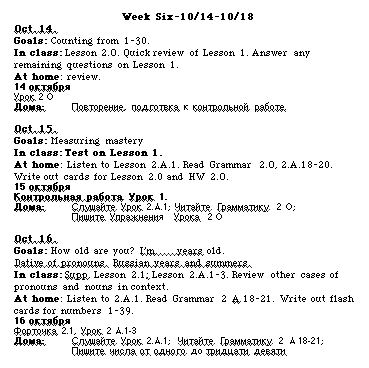 Week Six-10/14-10/18
Oct 14
Goals: Counting from 1-30.
In class: Lesson 2.0. Quick review of Lesson 1. Answer any
remaining questions on Lesson 1.
At home: review.
14 октября
Урок 2 0
Дома: Повторение, подготвка к контрольной работе.
Oct 15
Goals: Measuring mastery
In class: Test on Lesson 1.
At home: Listen to Lesson 2.A.1. Read Grammar 2.0, 2.A.18-20.
Write out cards for Lesson 2.0 and HW 2.0.
15 октября
Контрольная работа Урок 1.
Дома: Слушайте Урок 2.A.1; Читайте Грамматику 2 0;
Пишите Упражнения Урока 2 0
Oct 16
Goals: How old are you? I'm.....years old.
Dative of pronouns. Russian years and summers.
In class: Supp. Lesson 2.1; Lesson 2.A.1-3. Review other cases of
pronouns and nouns in context.
At home: Listen to 2.A.1. Read Grammar 2 A.18-21. Write out flash
cards for numbers 1-39.
16 октября
Форточка 2.1, Урок 2 A.1-3
Дома: Слушайте Урок 2.A.1; Читайте Грамматику 2 A 18-21;
Пишите числа от одного до тридцати девяти